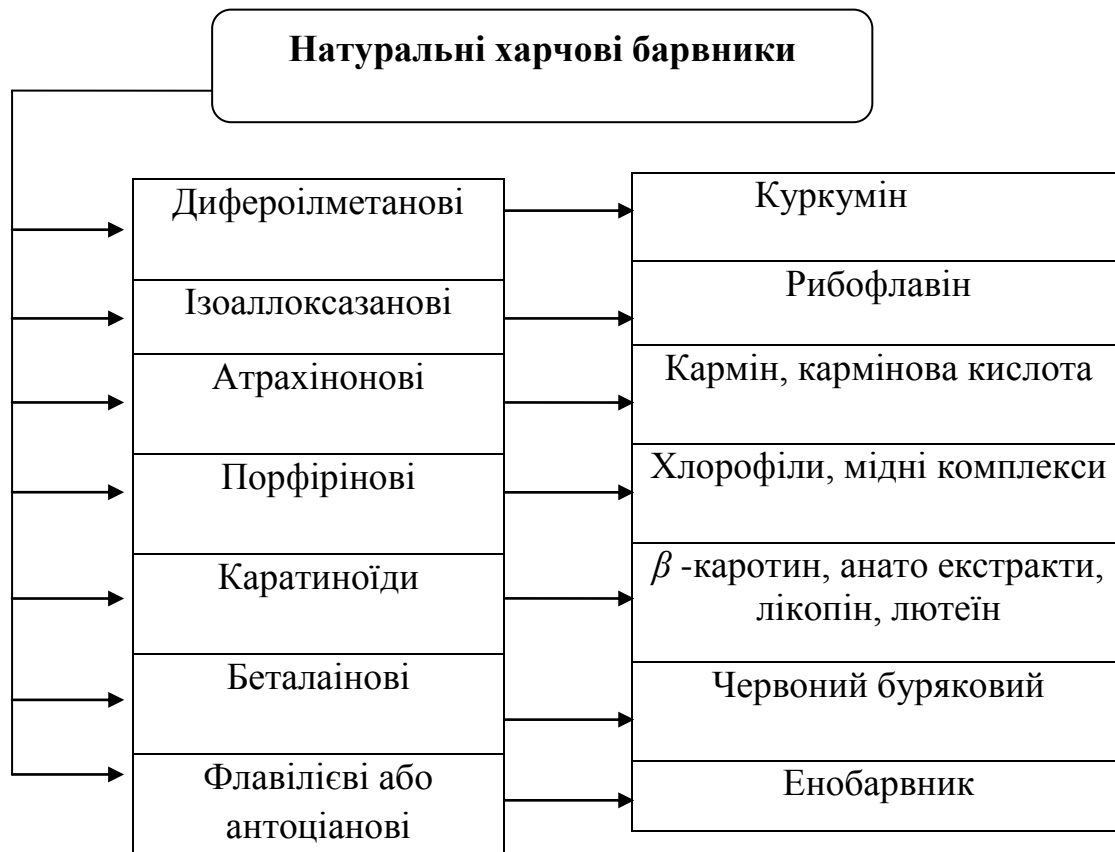 Натуральні харчові барвники
Дифероілметанові
Куркумін
Ізоаллоксазанові
Рибофлавін
Атрахінонові
Кармін, кармінова кислота
Порфірінові
Хлорофіли, мідні комплекси
Каратиноїди
β -каротин, анато екстракти,
лікопін, лютеїн
Беталаінові
Червоний буряковий
Флавілієві або
антоціанові
Енобарвник